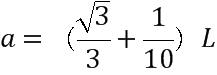 a = (√3/3 + 1/10) L